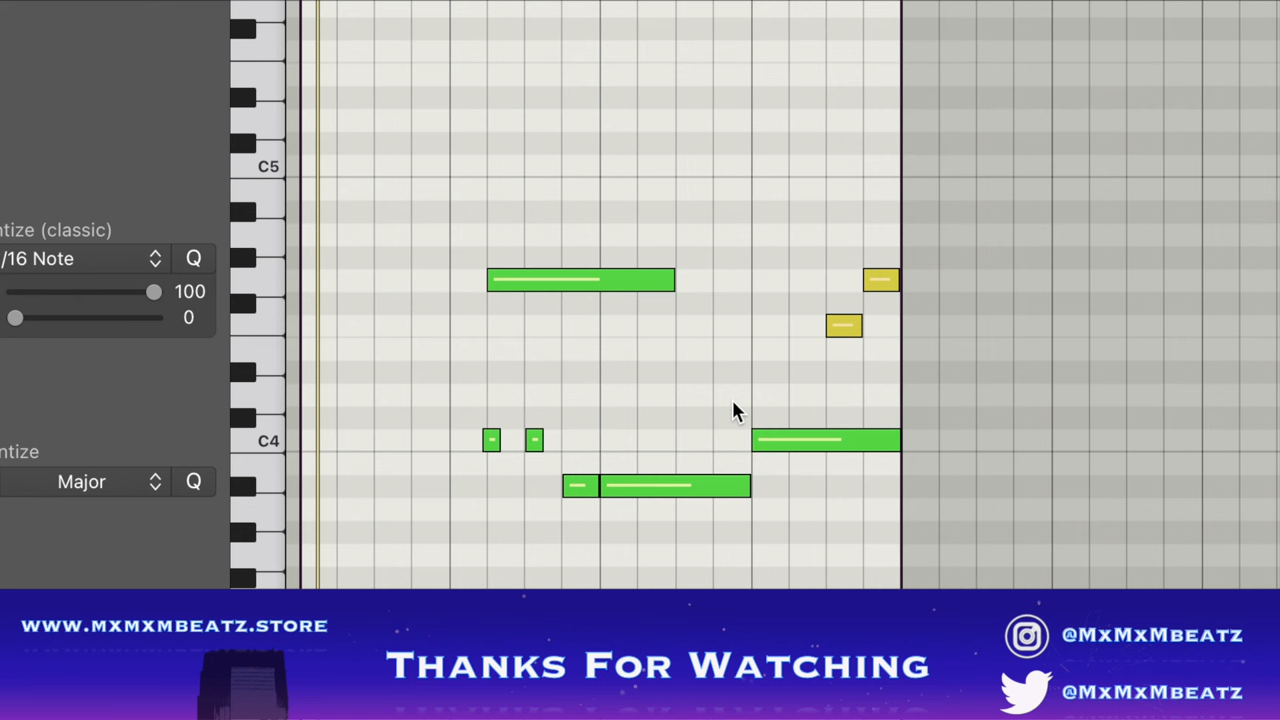 C5
ntize (classic)
/16 Note
Q
100
0
C4
ntize
Major
Q
www.mxmxmbeatz.store
Thanks For Watching
@MxMxMbeatz
@MxMxMbeatz